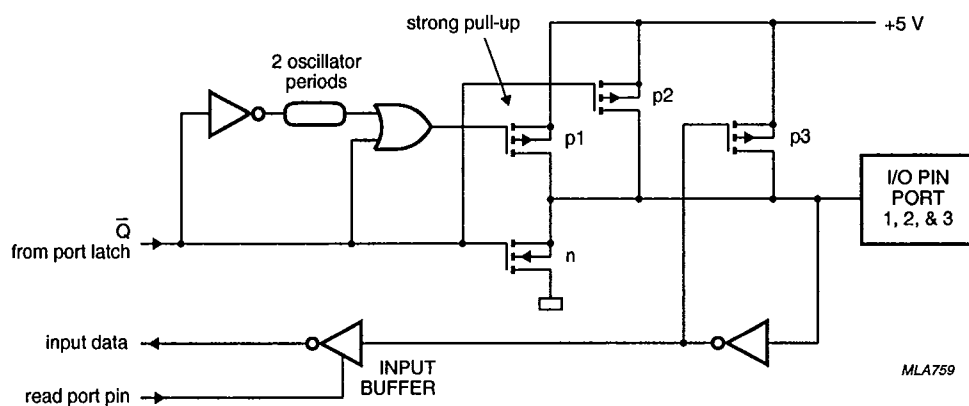 strong pull-up
+5 V
2 oscillator
periods
p2
p1
p3
I/O PIN
PORT
1, 2, & 3
Q̅
from port latch
n
input data
INPUT
BUFFER
read port pin
MLA759